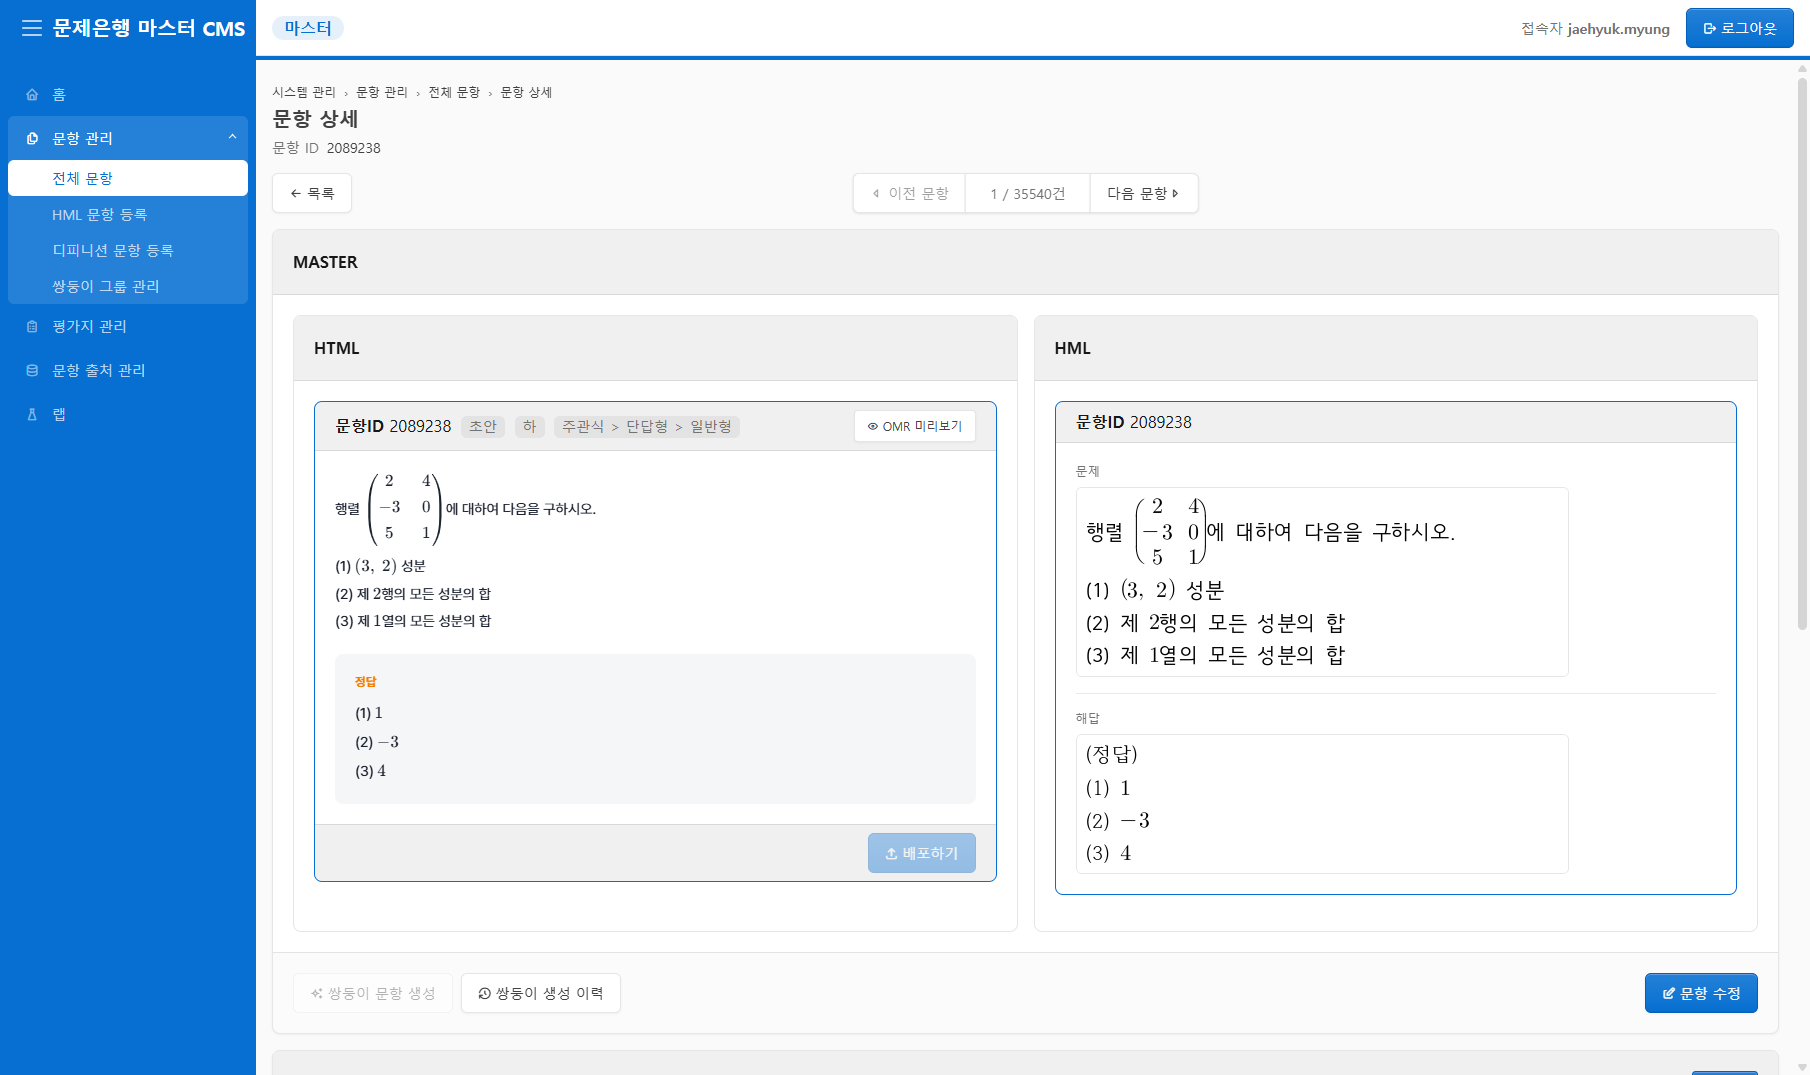 문제은행 마스터 CMS
홈
문항 관리
전체 문항
HML 문항 등록
디피니션 문항 등록
쌍둥이 그룹 관리
평가지 관리
문항 출처 관리
랩
마스터
접속자 jaehyuk.myung
로그아웃
시스템 관리 › 문항 관리 › 전체 문항 › 문항 상세
문항 상세
문항 ID 2089238
목록
이전 문항
1 / 35540건
다음 문항
MASTER
HTML
문항ID 2089238 초안 하 주관식 > 단답형 > 일반형
OMR 미리보기
2 4
행렬 −3 0 에 대하여 다음을 구하시오.
5 1
(1) (3, 2) 성분
(2) 제 2행의 모든 성분의 합
(3) 제 1열의 모든 성분의 합
정답
(1) 1
(2) −3
(3) 4
배포하기
HML
문항ID 2089238
문제
2 4
행렬 −3 0 에 대하여 다음을 구하시오.
5 1
(1) (3, 2) 성분
(2) 제 2행의 모든 성분의 합
(3) 제 1열의 모든 성분의 합
해답
(정답)
(1) 1
(2) −3
(3) 4
쌍둥이 문항 생성
쌍둥이 생성 이력
문항 수정